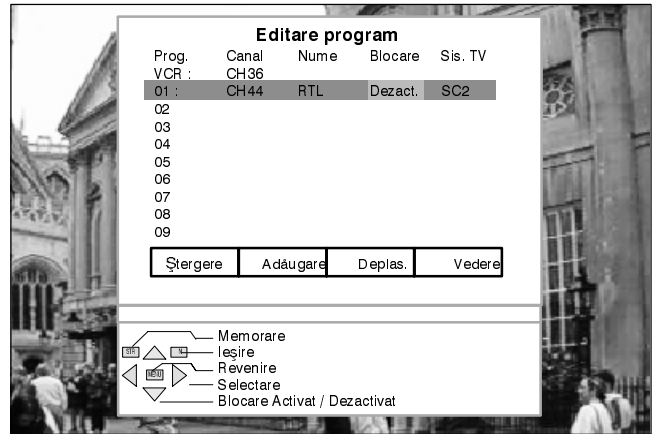 Editare program
Prog. Canal Nume Blocare Sis. TV
VCR : CH36
01 : CH44 RTL Dezact. SC2
02
03
04
05
06
07
08
09
Ştergere Adăugare Deplas. Vedere
Memorare
STR N Ieşire
MENU Revenire
Selectare
Blocare Activat / Dezactivat